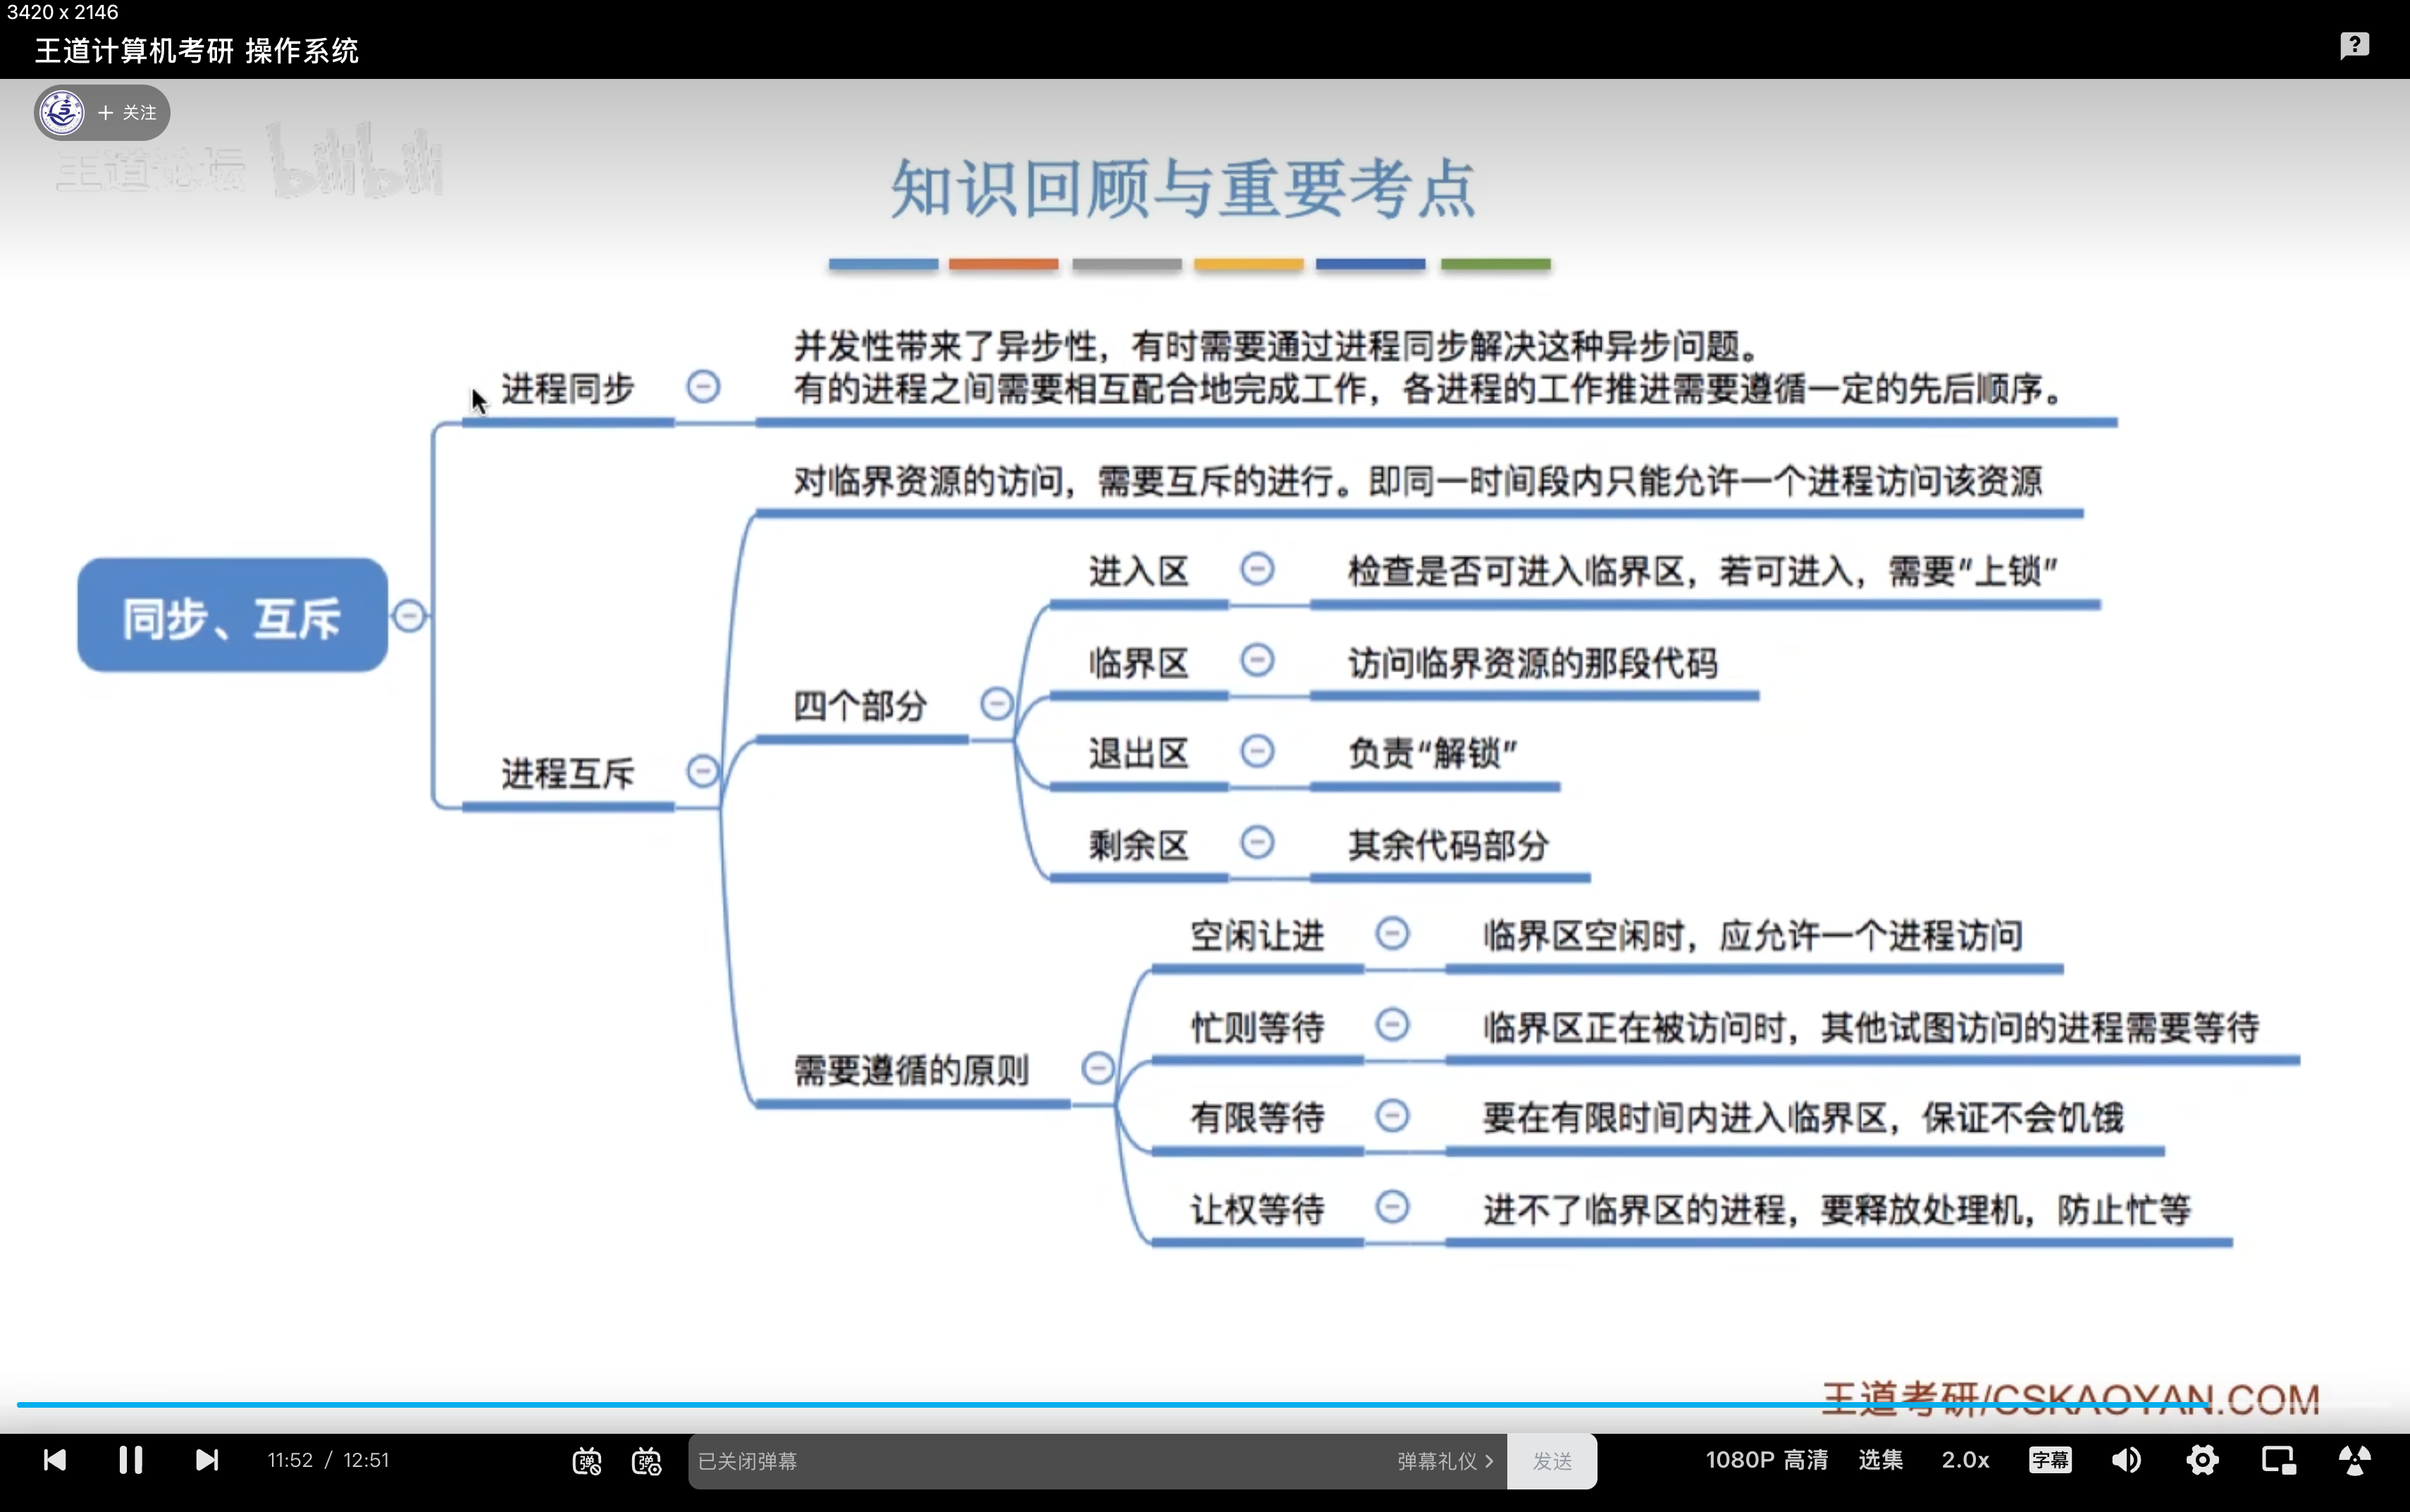 3420 x 2146
王道计算机考研 操作系统
+ 关注
王道论坛 bilibili
知识回顾与重要考点
并发性带来了异步性，有时需要通过进程同步解决这种异步问题。
进程同步
有的进程之间需要相互配合地完成工作，各进程的工作推进需要遵循一定的先后顺序。
对临界资源的访问，需要互斥的进行。即同一时间段内只能允许一个进程访问该资源
进入区 检查是否可进入临界区，若可进入，需要“上锁”
同步、互斥
临界区 访问临界资源的那段代码
四个部分
退出区 负责“解锁”
进程互斥
剩余区 其余代码部分
空闲让进 临界区空闲时，应允许一个进程访问
忙则等待 临界区正在被访问时，其他试图访问的进程需要等待
需要遵循的原则
有限等待 要在有限时间内进入临界区，保证不会饥饿
让权等待 进不了临界区的进程，要释放处理机，防止忙等
王道考研/CSKAOYAN.COM
11:52 / 12:51 弹 弹 已关闭弹幕 弹幕礼仪 > 发送 1080P 高清 选集 2.0x 字幕